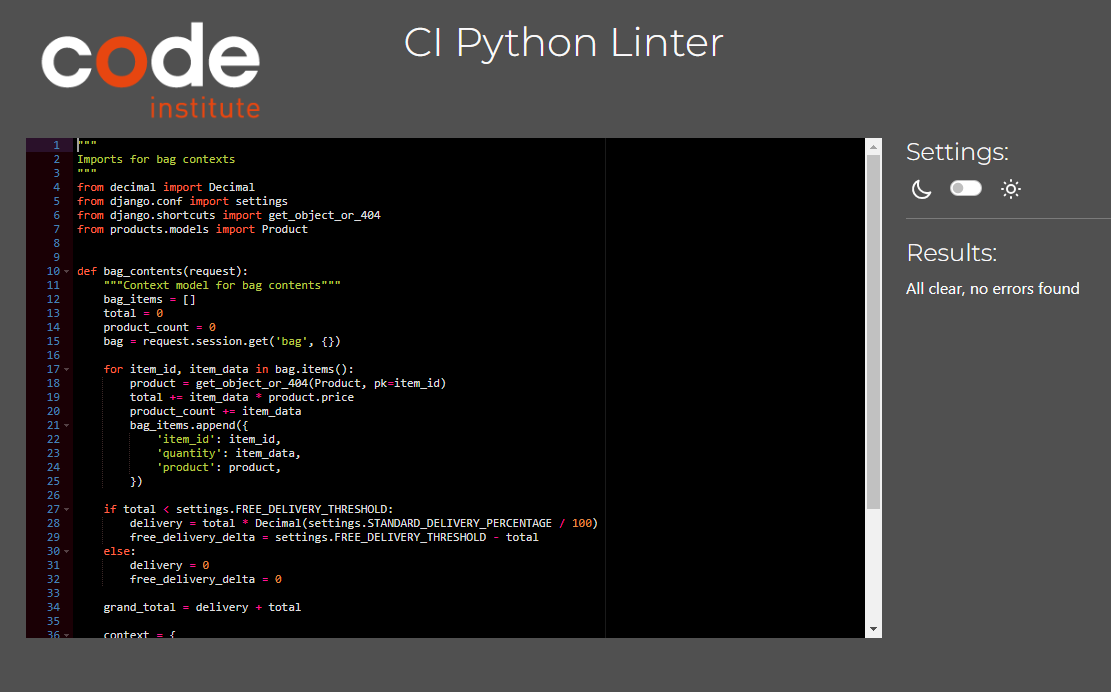 code
institute
CI Python Linter
1 """
2 Imports for bag contexts
3 """
4 from decimal import Decimal
5 from django.conf import settings
6 from django.shortcuts import get_object_or_404
7 from products.models import Product
8
9
10 def bag_contents(request):
11     """Context model for bag contents"""
12     bag_items = []
13     total = 0
14     product_count = 0
15     bag = request.session.get('bag', {})
16
17     for item_id, item_data in bag.items():
18         product = get_object_or_404(Product, pk=item_id)
19         total += item_data * product.price
20         product_count += item_data
21         bag_items.append({
22             'item_id': item_id,
23             'quantity': item_data,
24             'product': product,
25         })
26
27     if total < settings.FREE_DELIVERY_THRESHOLD:
28         delivery = total * Decimal(settings.STANDARD_DELIVERY_PERCENTAGE / 100)
29         free_delivery_delta = settings.FREE_DELIVERY_THRESHOLD - total
30     else:
31         delivery = 0
32         free_delivery_delta = 0
33
34     grand_total = delivery + total
35
36     context = {
Settings:
Results:
All clear, no errors found